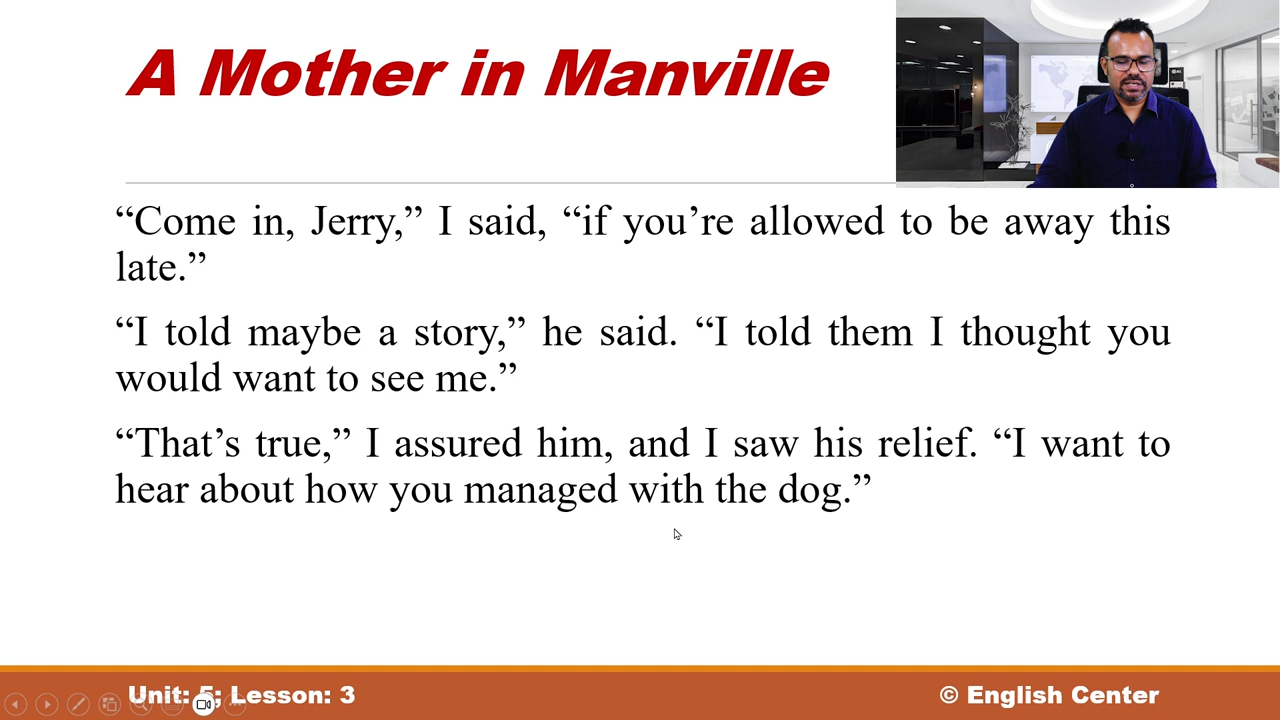 A Mother in Manville
“Come in, Jerry,” I said, “if you’re allowed to be away this
late.”
“I told maybe a story,” he said. “I told them I thought you
would want to see me.”
“That’s true,” I assured him, and I saw his relief. “I want to
hear about how you managed with the dog.”
Unit: 5; Lesson: 3
© English Center